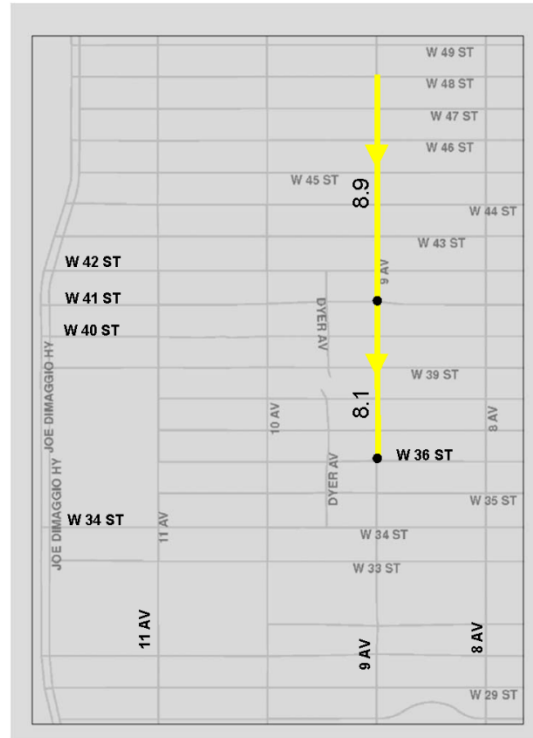 W 49 ST
W 48 ST
W 47 ST
W 46 ST
W 45 ST
8.9
W 44 ST
W 43 ST
W 42 ST
9 AV
W 41 ST
DYER AV
W 40 ST
JOE DIMAGGIO HY
W 39 ST
8.1
10 AV
8 AV
W 36 ST
DYER AV
W 35 ST
W 34 ST
11 AV
W 34 ST
JOE DIMAGGIO HY
W 33 ST
11 AV
9 AV
8 AV
W 29 ST